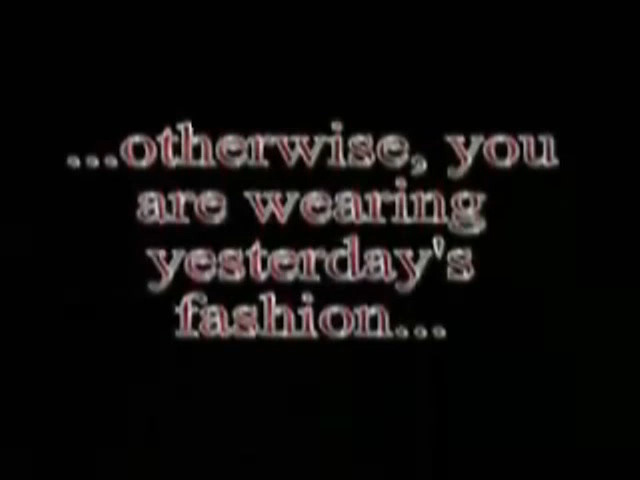 ...otherwise, you
are wearing
yesterday's
fashion...